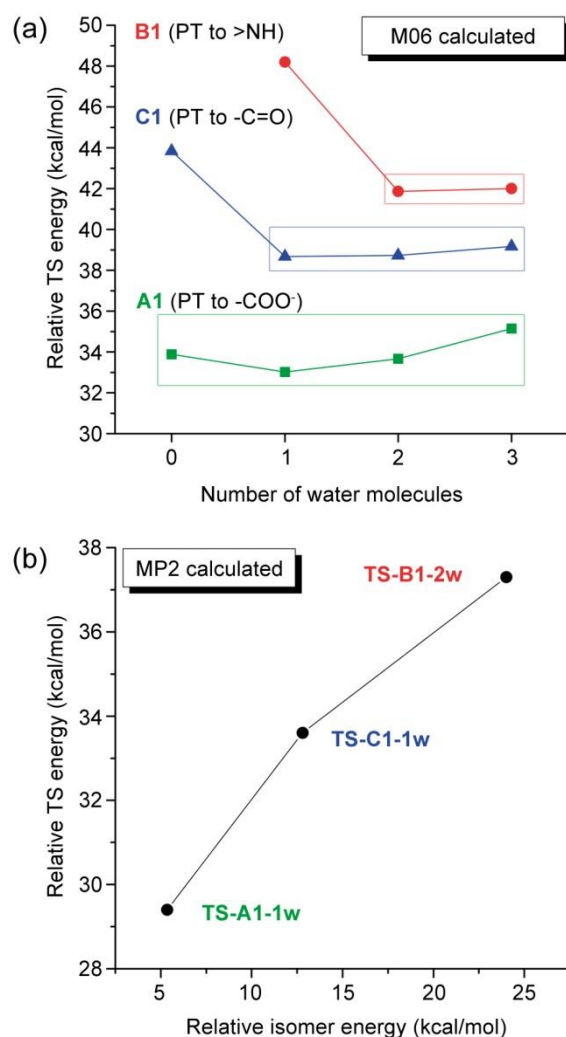 (a)
B1 (PT to >NH)
M06 calculated
C1 (PT to -C=O)
A1 (PT to -COO⁻)
Relative TS energy (kcal/mol)
50
48
46
44
42
40
38
36
34
32
30
0 1 2 3
Number of water molecules
(b)
MP2 calculated
TS-B1-2w
TS-C1-1w
TS-A1-1w
Relative TS energy (kcal/mol)
38
36
34
32
30
28
5 10 15 20 25
Relative isomer energy (kcal/mol)